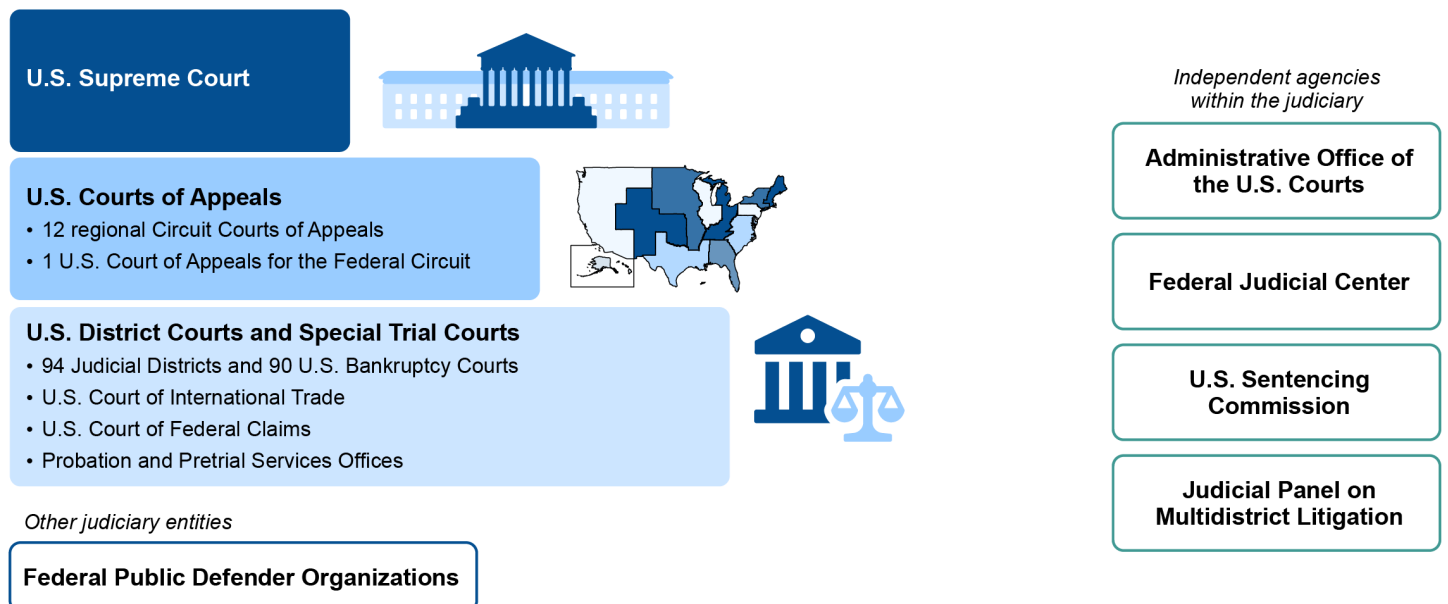 U.S. Supreme Court
U.S. Courts of Appeals
• 12 regional Circuit Courts of Appeals
• 1 U.S. Court of Appeals for the Federal Circuit
U.S. District Courts and Special Trial Courts
• 94 Judicial Districts and 90 U.S. Bankruptcy Courts
• U.S. Court of International Trade
• U.S. Court of Federal Claims
• Probation and Pretrial Services Offices
Other judiciary entities
Federal Public Defender Organizations
Independent agencies
within the judiciary
Administrative Office of
the U.S. Courts
Federal Judicial Center
U.S. Sentencing
Commission
Judicial Panel on
Multidistrict Litigation